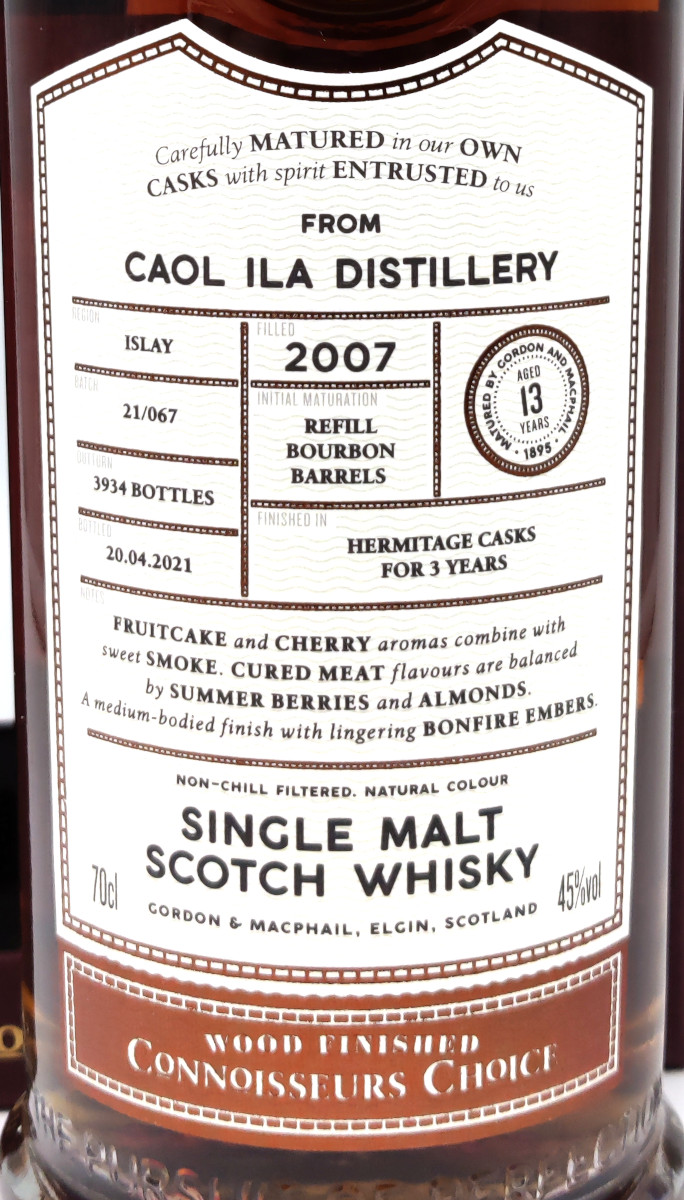 Carefully MATURED in our OWN
CASKS with spirit ENTRUSTED to us
FROM
CAOL ILA DISTILLERY
REGION
ISLAY
BATCH
21/067
OUTTURN
3934 BOTTLES
BOTTLED
20.04.2021
FILLED
2007
INITIAL MATURATION
REFILL
BOURBON
BARRELS
MATURED BY GORDON AND MACPHAIL
AGED
13
YEARS
· 1895 ·
FINISHED IN
HERMITAGE CASKS
FOR 3 YEARS
NOTES
FRUITCAKE and CHERRY aromas combine with
sweet SMOKE. CURED MEAT flavours are balanced
by SUMMER BERRIES and ALMONDS.
A medium-bodied finish with lingering BONFIRE EMBERS.
NON-CHILL FILTERED. NATURAL COLOUR
SINGLE MALT
SCOTCH WHISKY
70cl
45%vol
GORDON & MACPHAIL, ELGIN, SCOTLAND
WOOD FINISHED
CONNOISSEURS CHOICE
THE PURSUIT OF PERFECTION